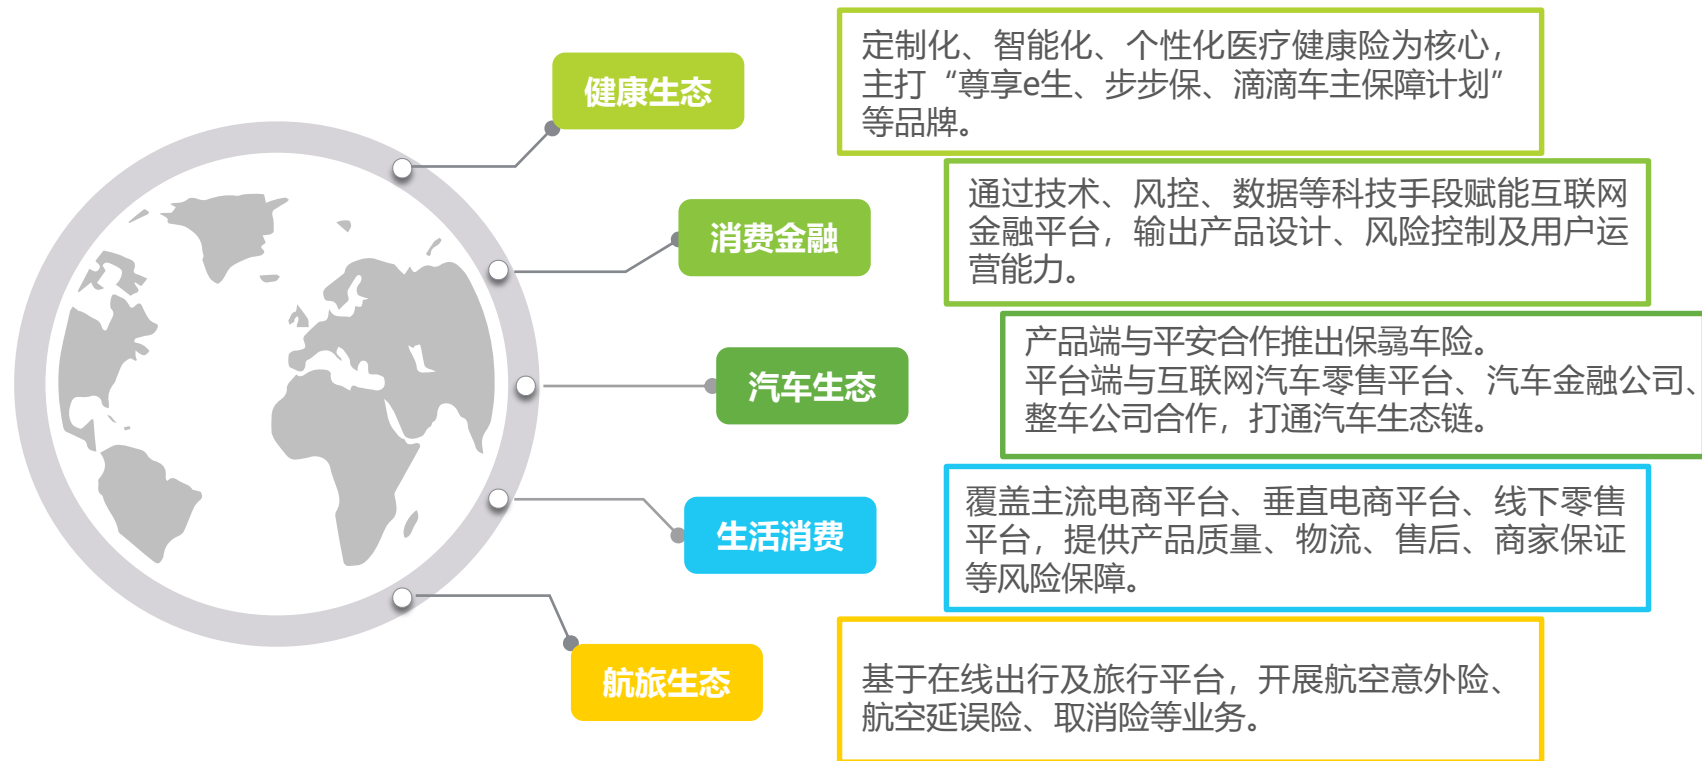 健康生态
定制化、智能化、个性化医疗健康险为核心，
主打“尊享e生、步步保、滴滴车主保障计划”
等品牌。
消费金融
通过技术、风控、数据等科技手段赋能互联网
金融平台，输出产品设计、风险控制及用户运
营能力。
汽车生态
产品端与平安合作推出保骉车险。
平台端与互联网汽车零售平台、汽车金融公司、
整车公司合作，打通汽车生态链。
生活消费
覆盖主流电商平台、垂直电商平台、线下零售
平台，提供产品质量、物流、售后、商家保证
等风险保障。
航旅生态
基于在线出行及旅行平台，开展航空意外险、
航空延误险、取消险等业务。